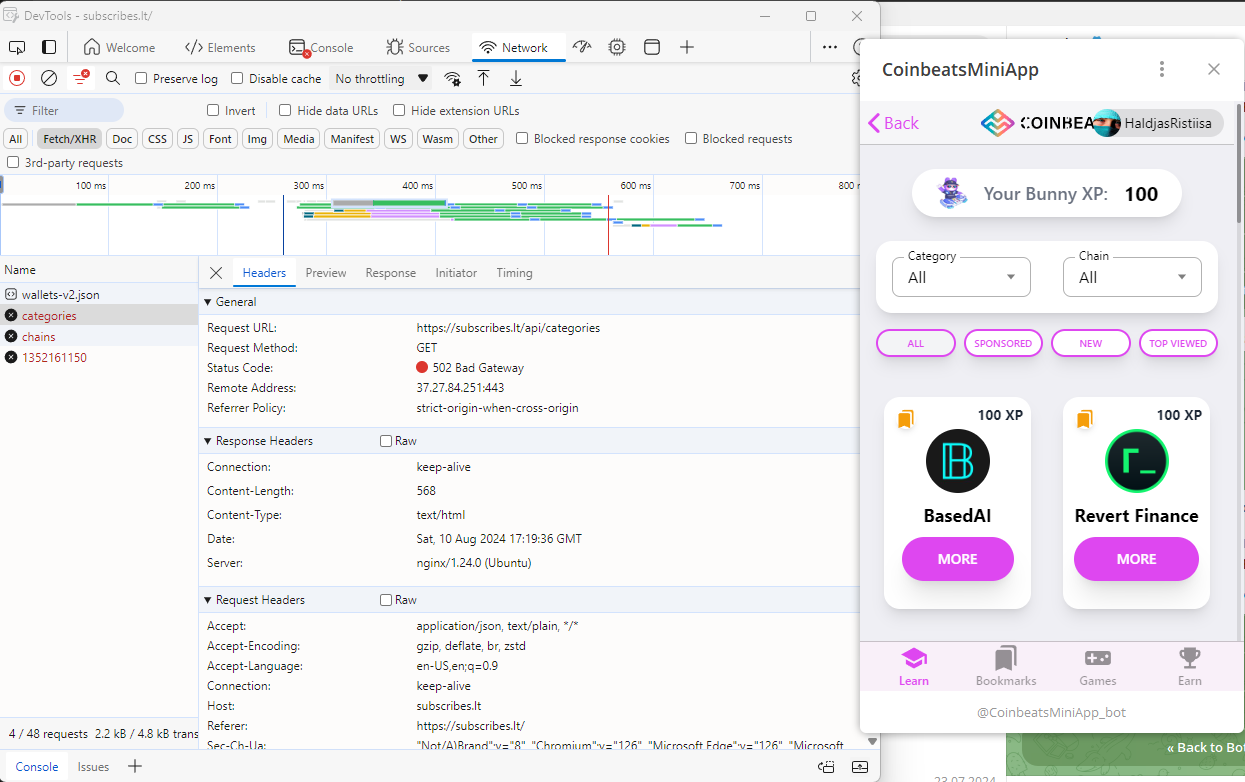 DevTools - subscribes.lt/
Welcome
Elements
Console
Sources
Network
Preserve log
Disable cache
No throttling
Filter
Invert
Hide data URLs
Hide extension URLs
All
Fetch/XHR
Doc
CSS
JS
Font
Img
Media
Manifest
WS
Wasm
Other
Blocked response cookies
Blocked requests
3rd-party requests
100 ms
200 ms
300 ms
400 ms
500 ms
600 ms
700 ms
Name
wallets-v2.json
categories
chains
1352161150
Headers
Preview
Response
Initiator
Timing
General
Request URL: https://subscribes.lt/api/categories
Request Method: GET
Status Code: 502 Bad Gateway
Remote Address: 37.27.84.251:443
Referrer Policy: strict-origin-when-cross-origin
Response Headers
Raw
Connection: keep-alive
Content-Length: 568
Content-Type: text/html
Date: Sat, 10 Aug 2024 17:19:36 GMT
Server: nginx/1.24.0 (Ubuntu)
Request Headers
Raw
Accept: application/json, text/plain, */*
Accept-Encoding: gzip, deflate, br, zstd
Accept-Language: en-US,en;q=0.9
Connection: keep-alive
Host: subscribes.lt
Referer: https://subscribes.lt/
Sec-Ch-Ua: "Not/A)Brand";v="8", "Chromium";v="126", "Microsoft Edge";v="126", "Microsoft
4 / 48 requests 2.2 kB / 4.8 kB trans
Console
Issues
CoinbeatsMiniApp
Back
COINBEA
HaldjasRistiisa
Your Bunny XP: 100
Category
All
Chain
All
ALL
SPONSORED
NEW
TOP VIEWED
100 XP
BasedAI
MORE
100 XP
Revert Finance
MORE
Learn
Bookmarks
Games
Earn
@CoinbeatsMiniApp_bot
« Back to Bot
23.07.2024